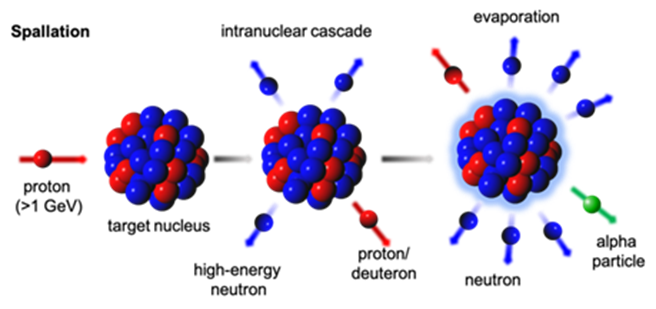 Spallation
intranuclear cascade
evaporation
proton
(>1 GeV)
target nucleus
high-energy
neutron
proton/
deuteron
neutron
alpha
particle